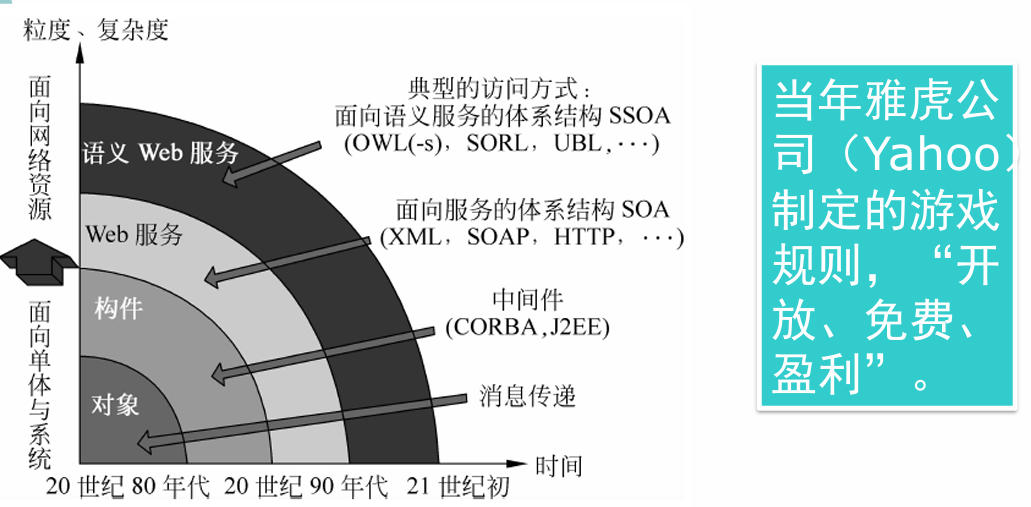 粒度、复杂度
面向网络资源
面向单体与系统
语义 Web 服务
Web 服务
构件
对象
典型的访问方式：
面向语义服务的体系结构 SSOA
(OWL(-s)，SORL，UBL,···)
面向服务的体系结构 SOA
(XML，SOAP，HTTP，···)
中间件
(CORBA,J2EE)
消息传递
时间
20 世纪 80 年代 20 世纪 90 年代 21 世纪初
当年雅虎公
司（Yahoo）
制定的游戏
规则，“开
放、免费、
盈利”。